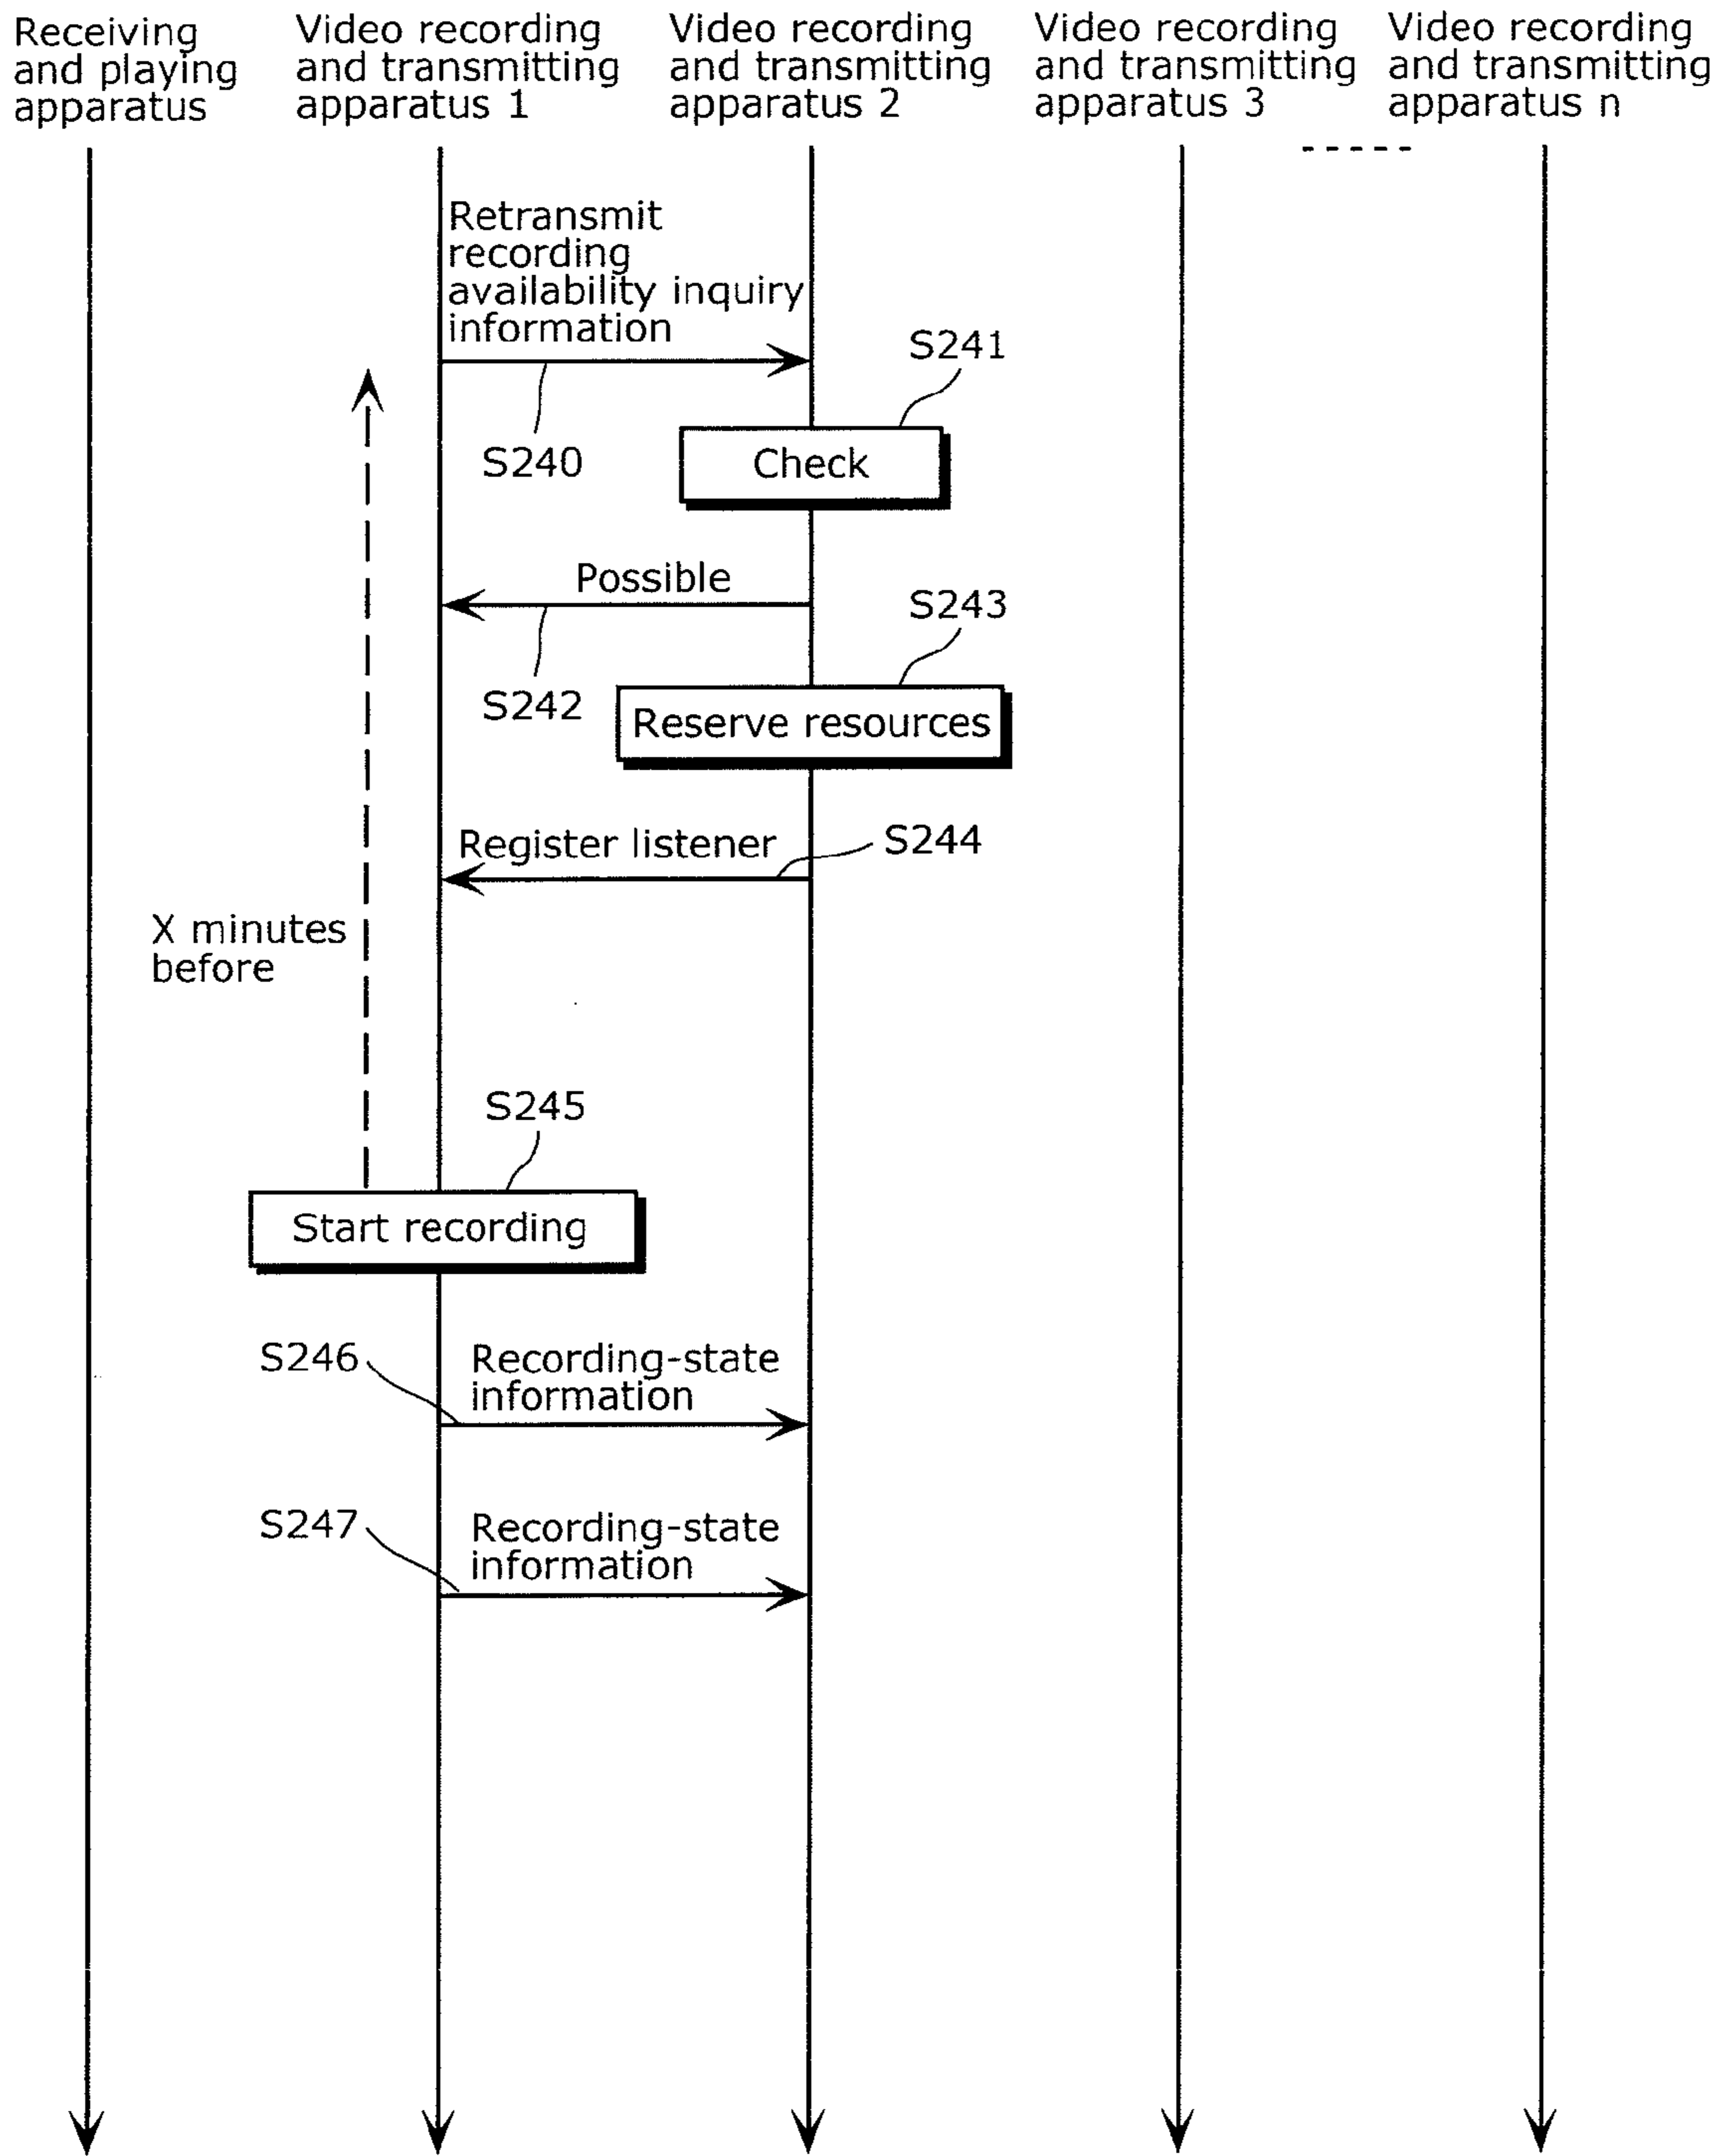 Receiving
and playing
apparatus
Video recording
and transmitting
apparatus 1
Video recording
and transmitting
apparatus 2
Video recording
and transmitting
apparatus 3
Video recording
and transmitting
apparatus n
Retransmit
recording
availability inquiry
information
S240
S241
Check
Possible
S242
S243
Reserve resources
Register listener
S244
X minutes
before
S245
Start recording
S246
Recording-state
information
S247
Recording-state
information